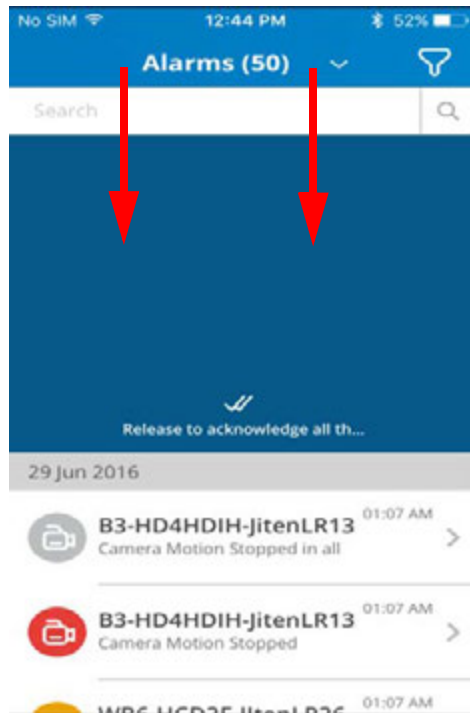 No SIM 12:44 PM 52%
Alarms (50)
Search
Release to acknowledge all th...
29 Jun 2016
B3-HD4HDIH-JitenLR13 01:07 AM
Camera Motion Stopped in all
B3-HD4HDIH-JitenLR13 01:07 AM
Camera Motion Stopped
01:07 AM